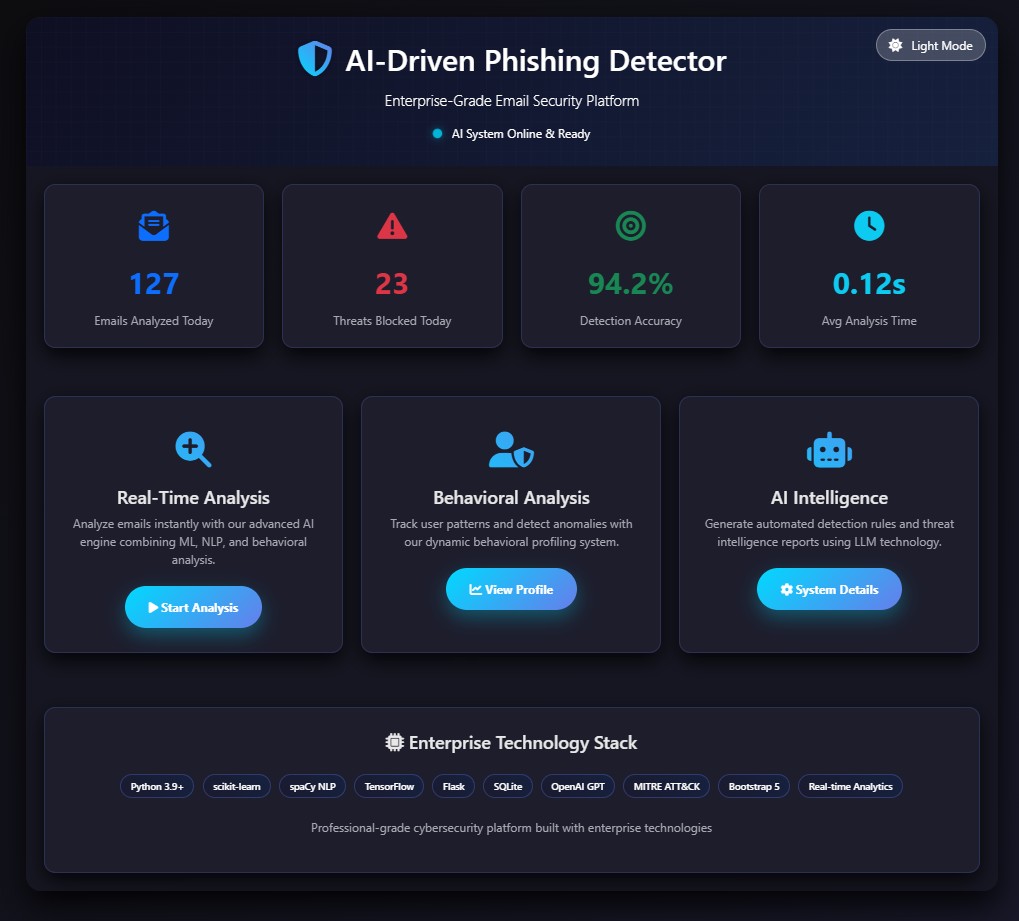 AI-Driven Phishing Detector
Light Mode
Enterprise-Grade Email Security Platform
AI System Online & Ready
127
Emails Analyzed Today
23
Threats Blocked Today
94.2%
Detection Accuracy
0.12s
Avg Analysis Time
Real-Time Analysis
Analyze emails instantly with our advanced AI
engine combining ML, NLP, and behavioral
analysis.
Start Analysis
Behavioral Analysis
Track user patterns and detect anomalies with
our dynamic behavioral profiling system.
View Profile
AI Intelligence
Generate automated detection rules and threat
intelligence reports using LLM technology.
System Details
Enterprise Technology Stack
Python 3.9+ scikit-learn spaCy NLP TensorFlow Flask SQLite OpenAI GPT MITRE ATT&CK Bootstrap 5 Real-time Analytics
Professional-grade cybersecurity platform built with enterprise technologies